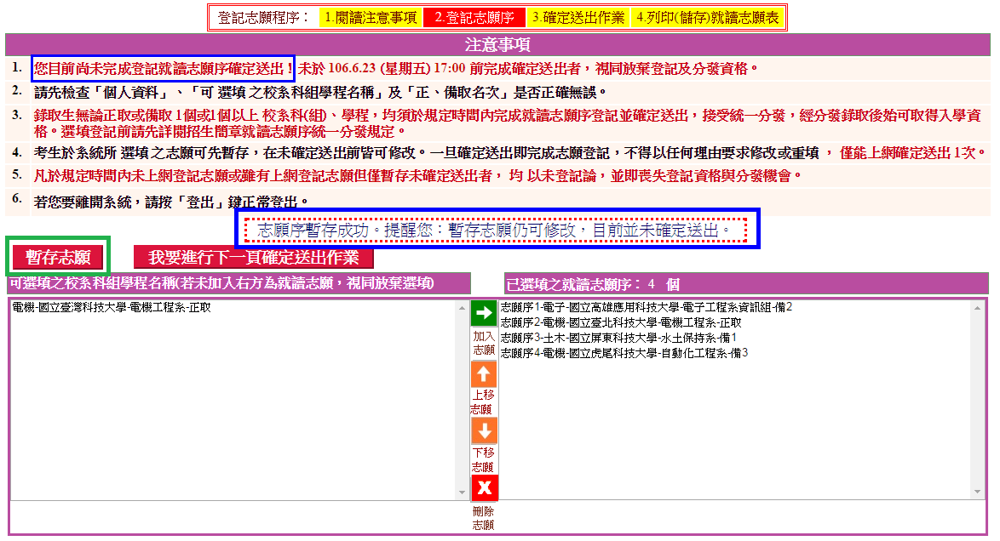 登記志願程序： 1.閱讀注意事項 2.登記志願序 3.確定送出作業 4.列印(儲存)就讀志願表
注意事項
1. 您目前尚未完成登記就讀志願序確定送出！未於 106.6.23 (星期五) 17:00 前完成確定送出者，視同放棄登記及分發資格。
2. 請先檢查「個人資料」、「可 選填 之校系科組學程名稱」及「正、備取名次」是否正確無誤。
3. 錄取生無論正取或備取 1個或1個以上 校系科(組)、學程，均須於規定時間內完成就讀志願序登記並確定送出，接受統一分發，經分發錄取後始可取得入學資
格。選填登記前請先詳閱招生簡章就讀志願序統一分發規定。
4. 考生於系統所 選填 之志願可先暫存，在未確定送出前皆可修改。一旦確定送出即完成志願登記，不得以任何理由要求修改或重填 ， 僅能上網確定送出 1次。
5. 凡於規定時間內未上網登記志願或雖有上網登記志願但僅暫存未確定送出者， 均 以未登記論，並即喪失登記資格與分發機會。
6. 若您要離開系統，請按「登出」鍵正常登出。
志願序暫存成功。提醒您：暫存志願仍可修改，目前並未確定送出。
暫存志願 我要進行下一頁確定送出作業
可選填之校系科組學程名稱(若未加入右方為就讀志願，視同放棄選填)
已選填之就讀志願序： 4 個
電機-國立臺灣科技大學-電機工程系-正取
加入
志願
上移
志願
下移
志願
刪除
志願
志願序1-電子-國立高雄應用科技大學-電子工程系資訊組-備2
志願序2-電機-國立臺北科技大學-電機工程系-正取
志願序3-土木-國立屏東科技大學-水土保持系-備1
志願序4-電機-國立虎尾科技大學-自動化工程系-備3